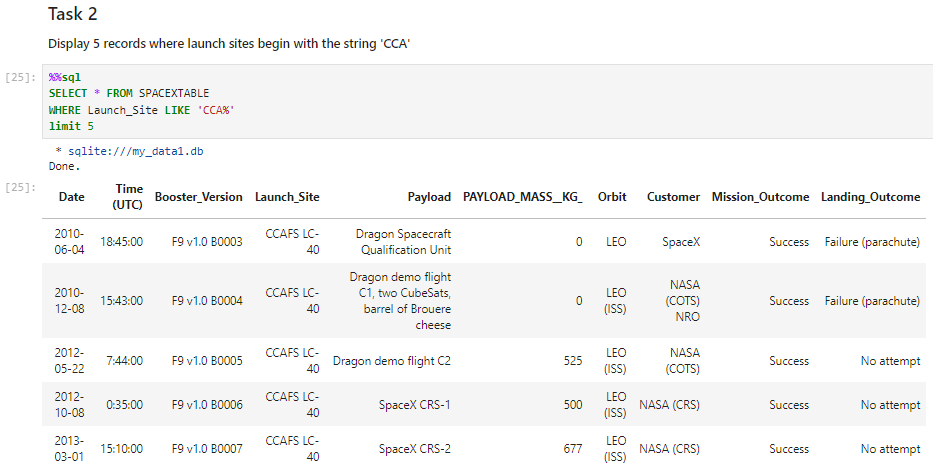 Task 2
Display 5 records where launch sites begin with the string 'CCA'
[25]:
%%sql
SELECT * FROM SPACEXTABLE
WHERE Launch_Site LIKE 'CCA%'
limit 5
* sqlite:///my_data1.db
Done.
[25]:
Date Time (UTC) Booster_Version Launch_Site Payload PAYLOAD_MASS__KG_ Orbit Customer Mission_Outcome Landing_Outcome
2010-06-04 18:45:00 F9 v1.0 B0003 CCAFS LC-40 Dragon Spacecraft Qualification Unit 0 LEO SpaceX Success Failure (parachute)
2010-12-08 15:43:00 F9 v1.0 B0004 CCAFS LC-40 Dragon demo flight C1, two CubeSats, barrel of Brouere cheese 0 LEO (ISS) NASA (COTS) NRO Success Failure (parachute)
2012-05-22 7:44:00 F9 v1.0 B0005 CCAFS LC-40 Dragon demo flight C2 525 LEO (ISS) NASA (COTS) Success No attempt
2012-10-08 0:35:00 F9 v1.0 B0006 CCAFS LC-40 SpaceX CRS-1 500 LEO (ISS) NASA (CRS) Success No attempt
2013-03-01 15:10:00 F9 v1.0 B0007 CCAFS LC-40 SpaceX CRS-2 677 LEO (ISS) NASA (CRS) Success No attempt